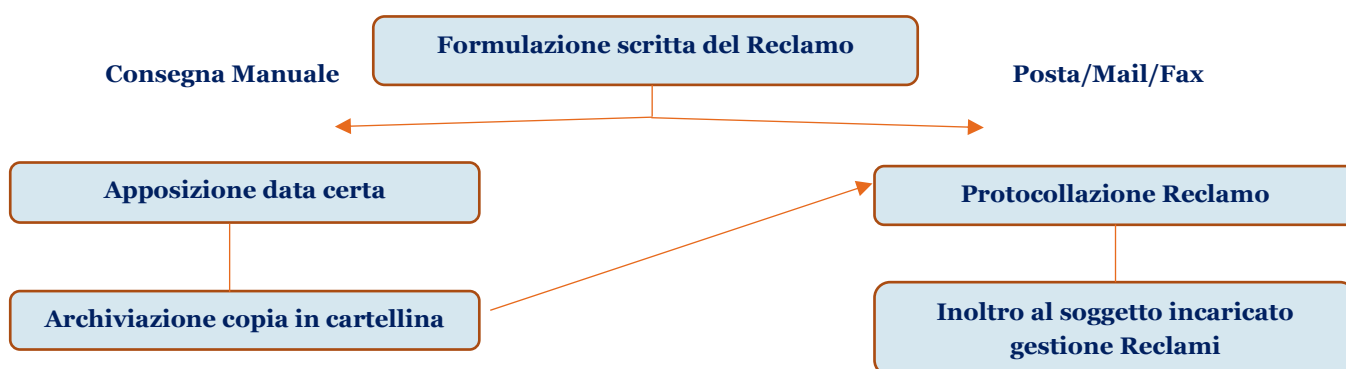 Formulazione scritta del Reclamo
Consegna Manuale
Posta/Mail/Fax
Apposizione data certa
Protocollazione Reclamo
Archiviazione copia in cartellina
Inoltro al soggetto incaricato
gestione Reclami